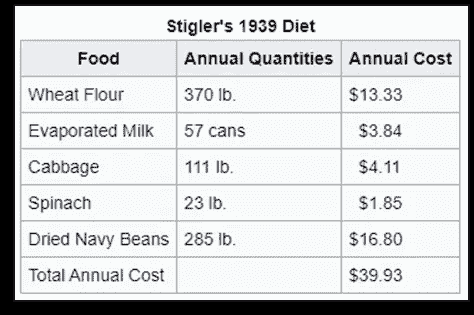 Stigler's 1939 Diet
Food Annual Quantities Annual Cost
Wheat Flour 370 lb. $13.33
Evaporated Milk 57 cans $3.84
Cabbage 111 lb. $4.11
Spinach 23 lb. $1.85
Dried Navy Beans 285 lb. $16.80
Total Annual Cost $39.93